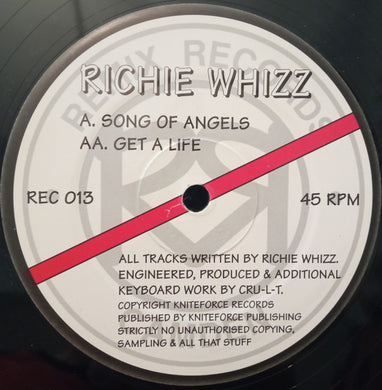 REMIX RECORDS
RICHIE WHIZZ
A. SONG OF ANGELS
AA. GET A LIFE
REC 013
45 RPM
ALL TRACKS WRITTEN BY RICHIE WHIZZ.
ENGINEERED, PRODUCED & ADDITIONAL
KEYBOARD WORK BY CRU-L-T.
COPYRIGHT KNITEFORCE RECORDS
PUBLISHED BY KNITEFORCE PUBLISHING
STRICTLY NO UNAUTHORISED COPYING,
SAMPLING & ALL THAT STUFF